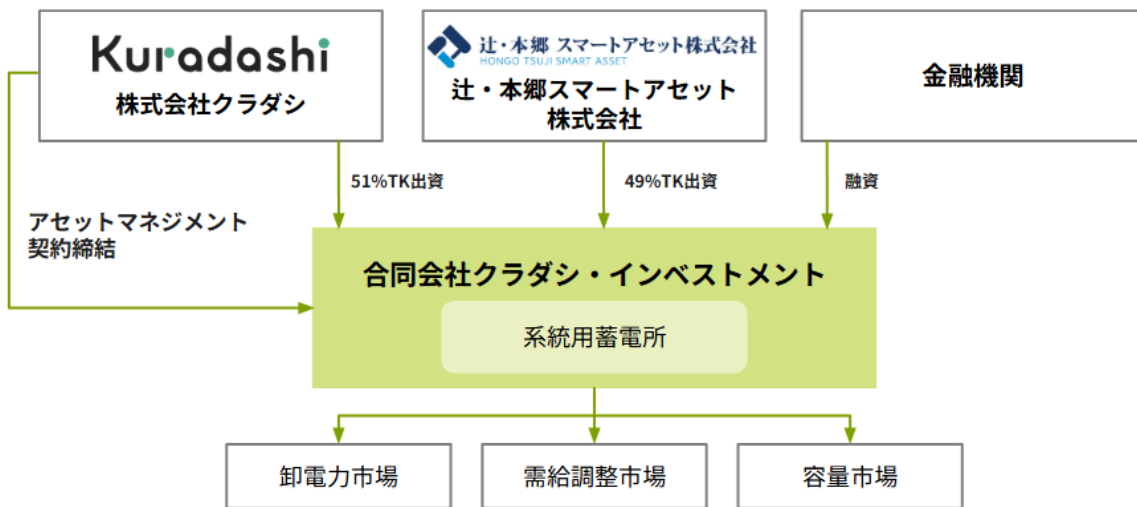 Kuradashi
株式会社クラダシ
辻・本郷 スマートアセット株式会社
HONGO TSUJI SMART ASSET
辻・本郷スマートアセット
株式会社
金融機関
51%TK出資
49%TK出資
融資
アセットマネジメント
契約締結
合同会社クラダシ・インベストメント
系統用蓄電所
卸電力市場
需給調整市場
容量市場